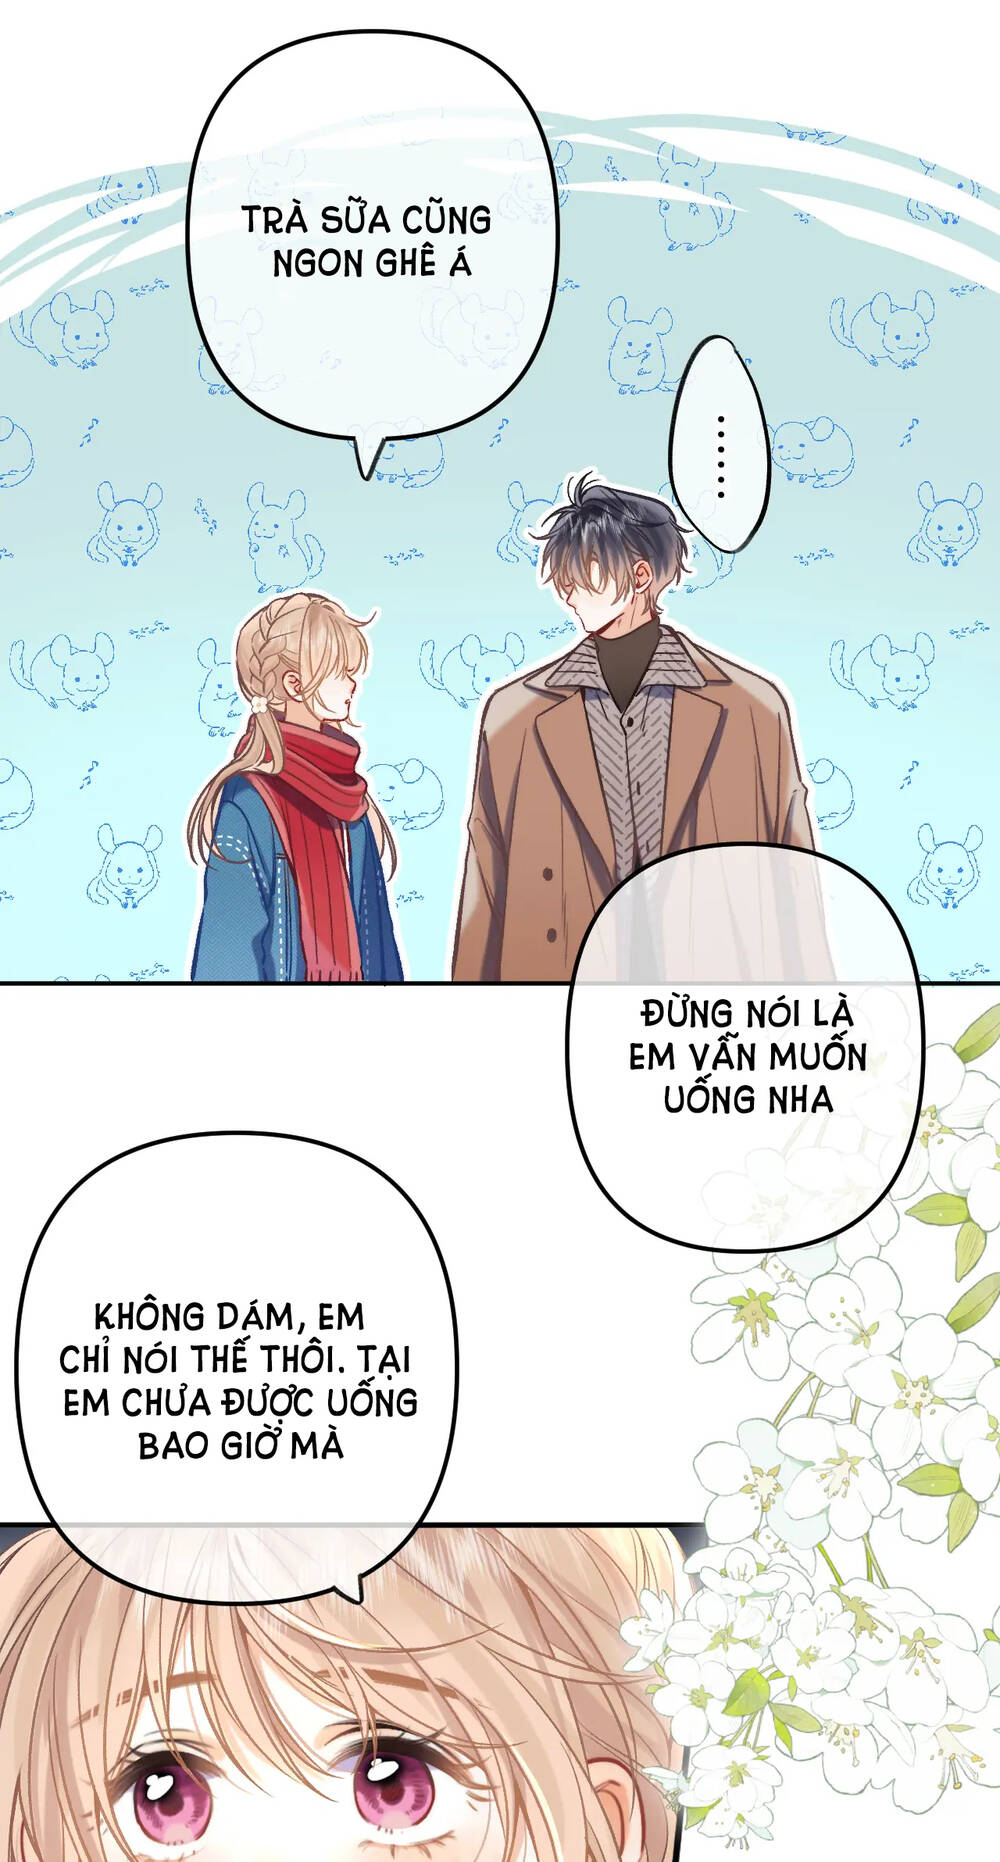 TRÀ SỮA CŨNG
NGON GHÊ Á
......
ĐỪNG NÓI LÀ
EM VẪN MUỐN
UỐNG NHA
KHÔNG DÁM, EM
CHỈ NÓI THẾ THÔI. TẠI
EM CHƯA ĐƯỢC UỐNG
BAO GIỜ MÀ